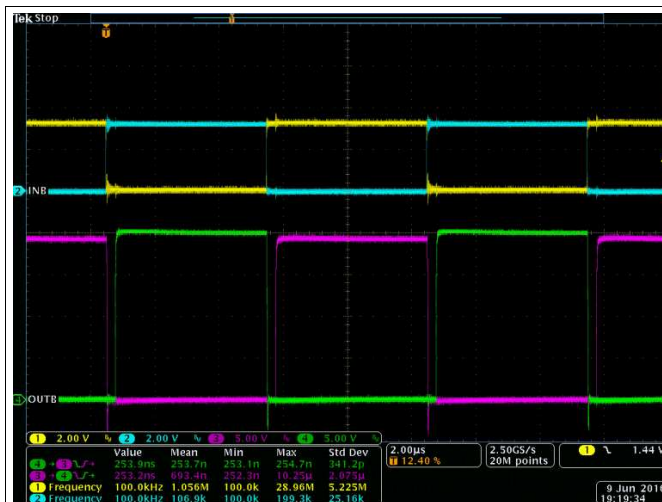 Tek Stop
T
T
2 INB
4 OUTB
1 2.00 V 2 2.00 V 3 5.00 V 4 5.00 V
2.00µs
T 12.40 %
2.50GS/s
20M points
1 1.44 V
Value Mean Min Max Std Dev
4 3 253.9ns 253.7n 253.1n 254.7n 341.2p
3 4 253.2ns 693.4n 252.3n 10.25µ 2.075µ
1 Frequency 100.0kHz 1.056M 100.0k 28.96M 5.225M
2 Frequency 100.0kHz 106.9k 100.0k 199.3k 25.16k
9 Jun
19:19:34